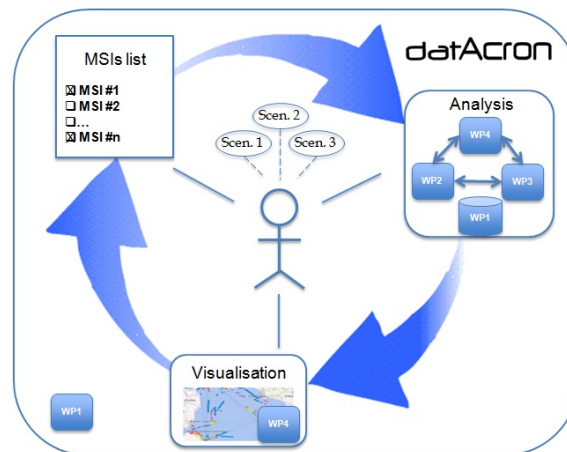 MSIs list
☒ MSI #1
☐ MSI #2
☐...
☒ MSI #n
datAcron
Scen. 2
Scen. 1
Scen. 3
Analysis
WP4
WP2
WP3
WP1
Visualisation
WP4
WP1